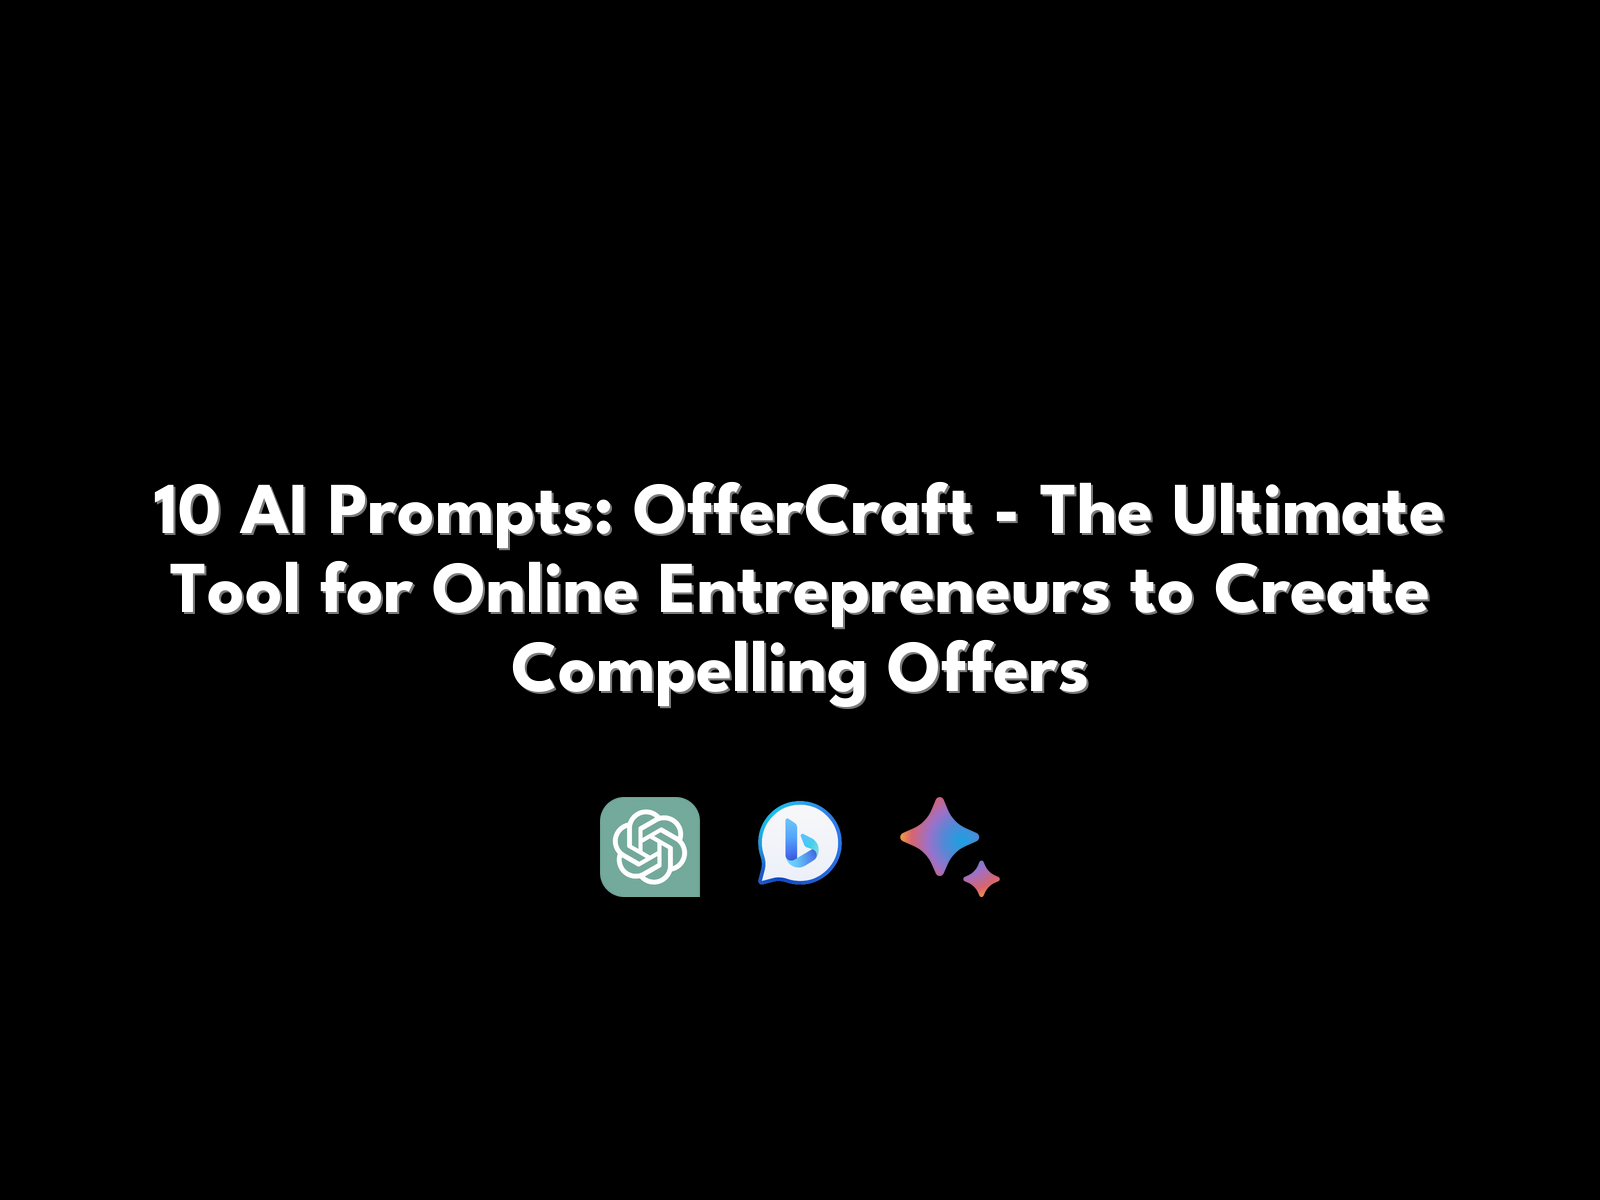 10 AI Prompts: OfferCraft - The Ultimate
Tool for Online Entrepreneurs to Create
Compelling Offers